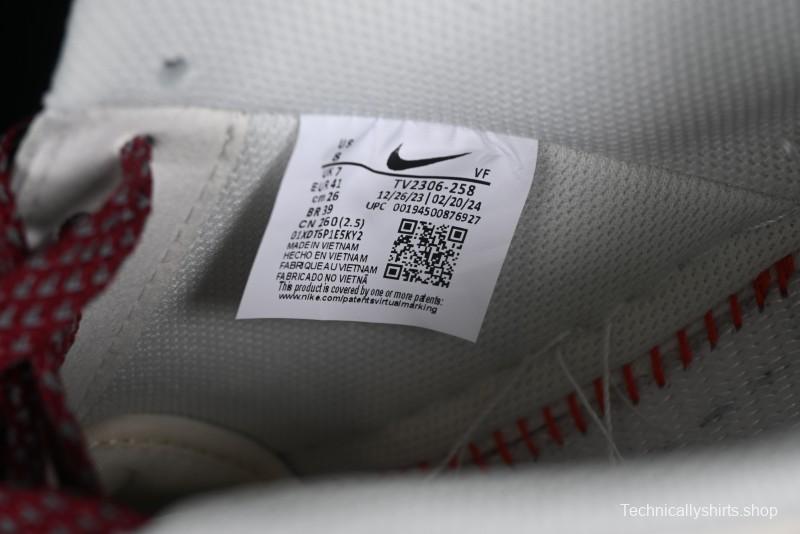 US
8
UK 7
EUR 41
cm 26
BR 39
CN 260(2.5)
01XDT6P1E5KY2
MADE IN VIETNAM
HECHO EN VIETNAM
FABRIQUE AU VIETNAM
FABRICADO NO VIETNÃ
This product is covered by one or more patents:
www.nike.com/patentsvirtualmarking
VF
TV2306-258
12/26/23 | 02/20/24
UPC 00194500876927
Technicallyshirts.shop